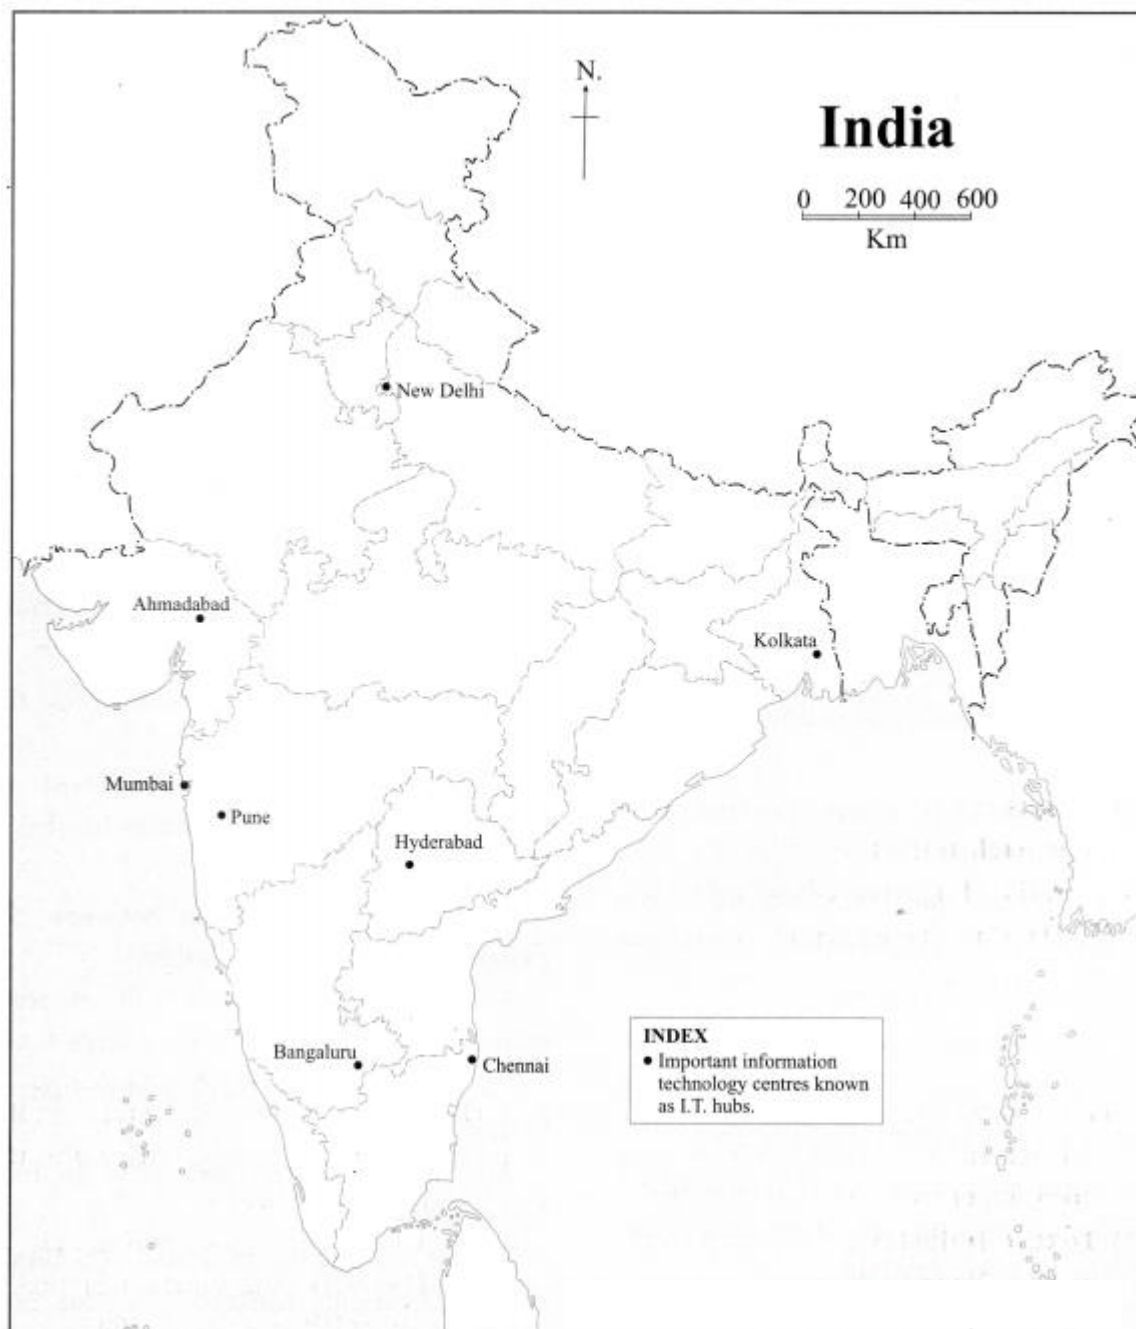 N.
India
0 200 400 600
Km
New Delhi
Ahmadabad
Kolkata
Mumbai
Pune
Hyderabad
Bangaluru
Chennai
INDEX
• Important information
technology centres known
as I.T. hubs.